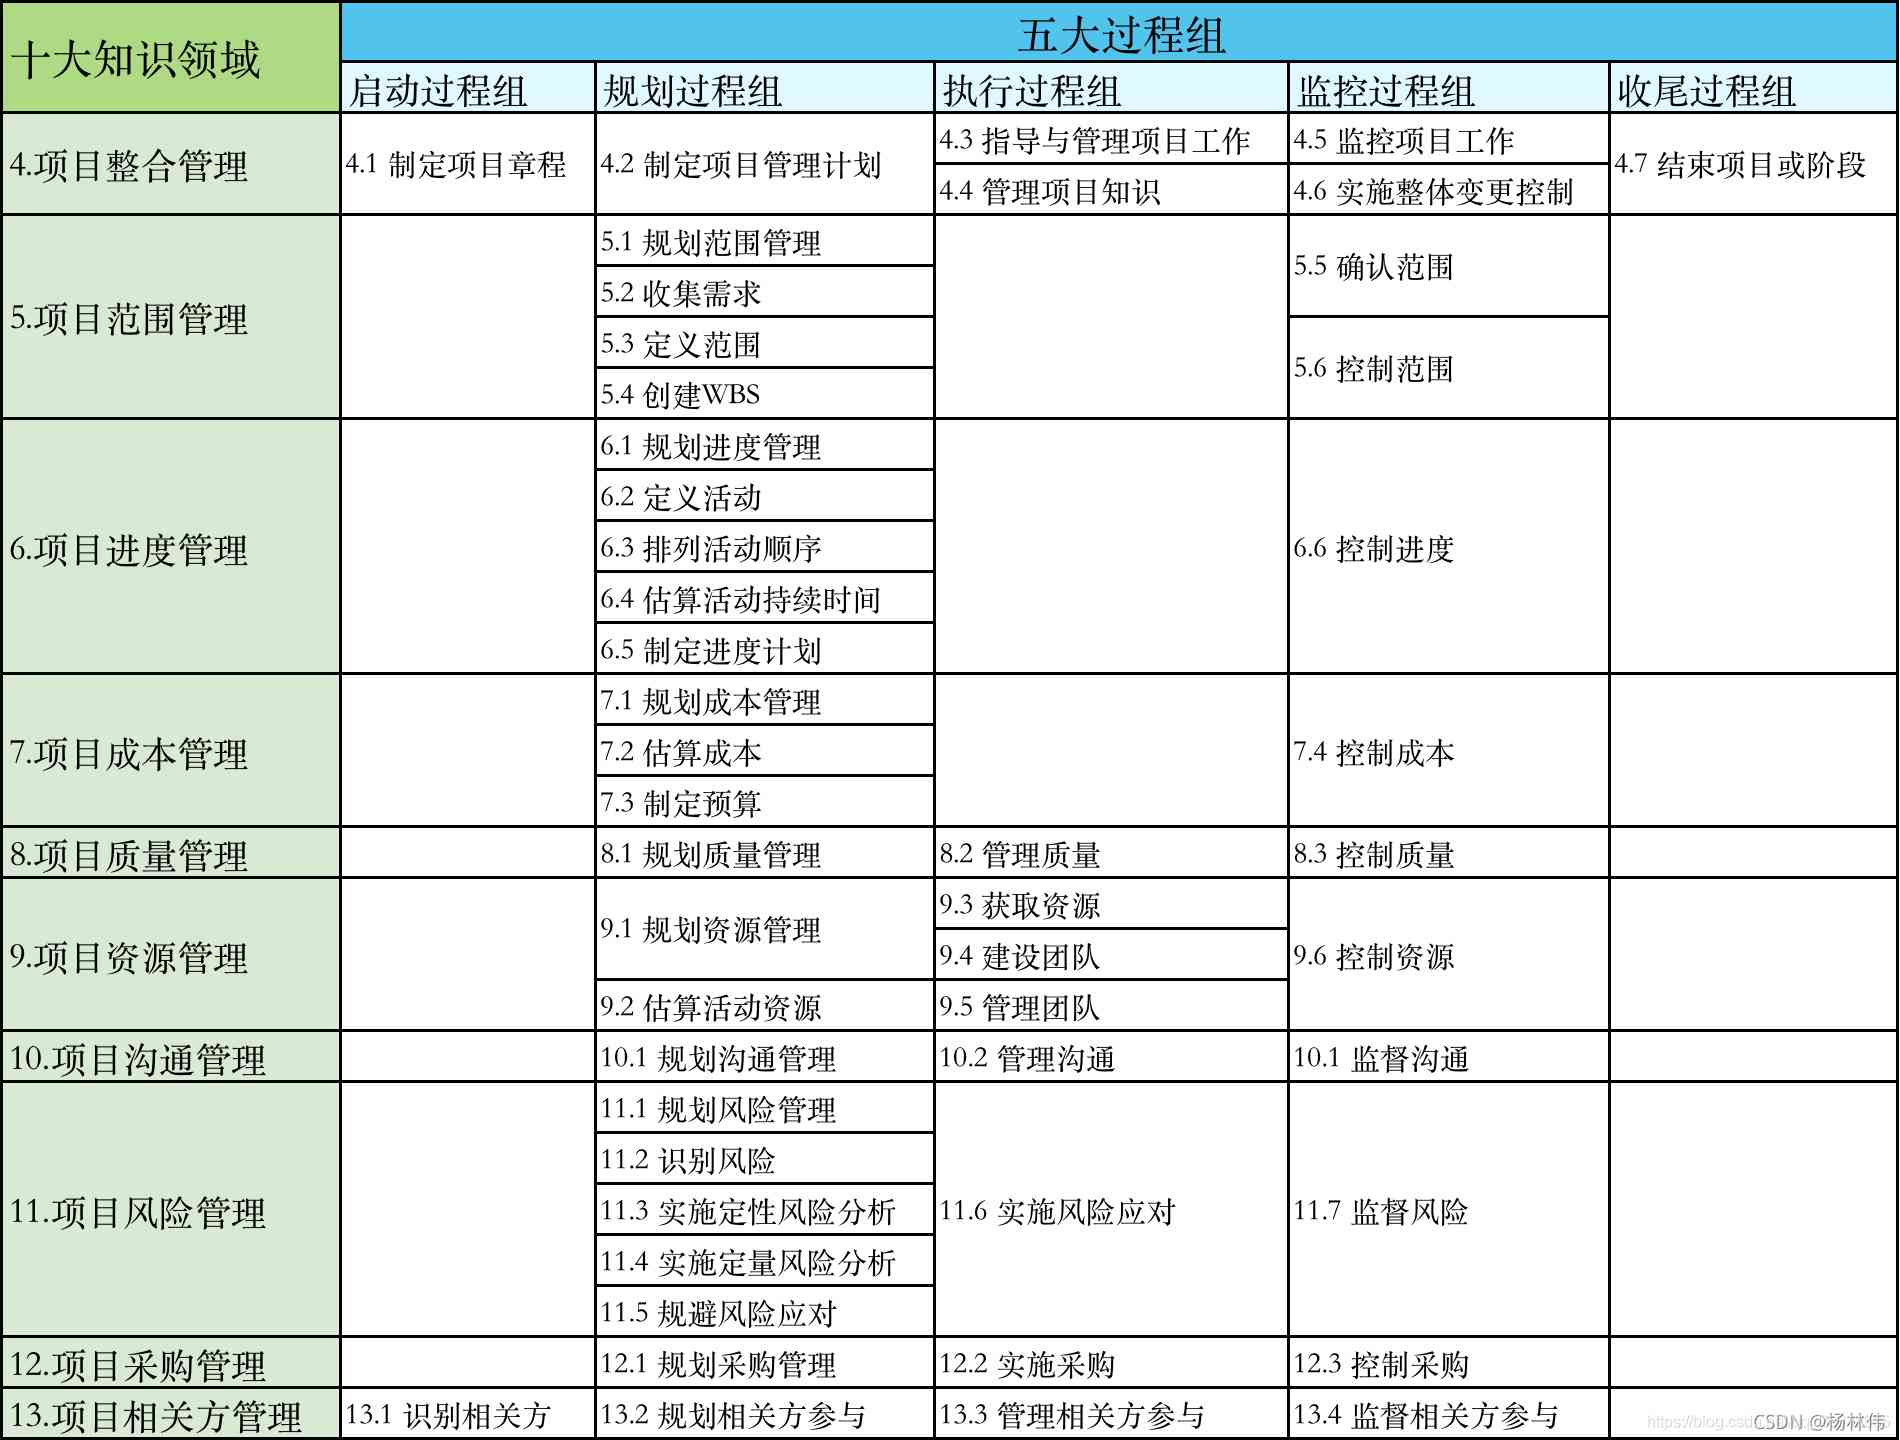 十大知识领域
五大过程组
启动过程组 规划过程组 执行过程组 监控过程组 收尾过程组
4.项目整合管理
4.1 制定项目章程
4.2 制定项目管理计划
4.3 指导与管理项目工作
4.4 管理项目知识
4.5 监控项目工作
4.6 实施整体变更控制
4.7 结束项目或阶段
5.项目范围管理
5.1 规划范围管理
5.2 收集需求
5.3 定义范围
5.4 创建WBS
5.5 确认范围
5.6 控制范围
6.项目进度管理
6.1 规划进度管理
6.2 定义活动
6.3 排列活动顺序
6.4 估算活动持续时间
6.5 制定进度计划
6.6 控制进度
7.项目成本管理
7.1 规划成本管理
7.2 估算成本
7.3 制定预算
7.4 控制成本
8.项目质量管理
8.1 规划质量管理
8.2 管理质量
8.3 控制质量
9.项目资源管理
9.1 规划资源管理
9.2 估算活动资源
9.3 获取资源
9.4 建设团队
9.5 管理团队
9.6 控制资源
10.项目沟通管理
10.1 规划沟通管理
10.2 管理沟通
10.1 监督沟通
11.项目风险管理
11.1 规划风险管理
11.2 识别风险
11.3 实施定性风险分析
11.4 实施定量风险分析
11.5 规避风险应对
11.6 实施风险应对
11.7 监督风险
12.项目采购管理
12.1 规划采购管理
12.2 实施采购
12.3 控制采购
13.项目相关方管理
13.1 识别相关方
13.2 规划相关方参与
13.3 管理相关方参与
13.4 监督相关方参与
CSDN @杨林伟